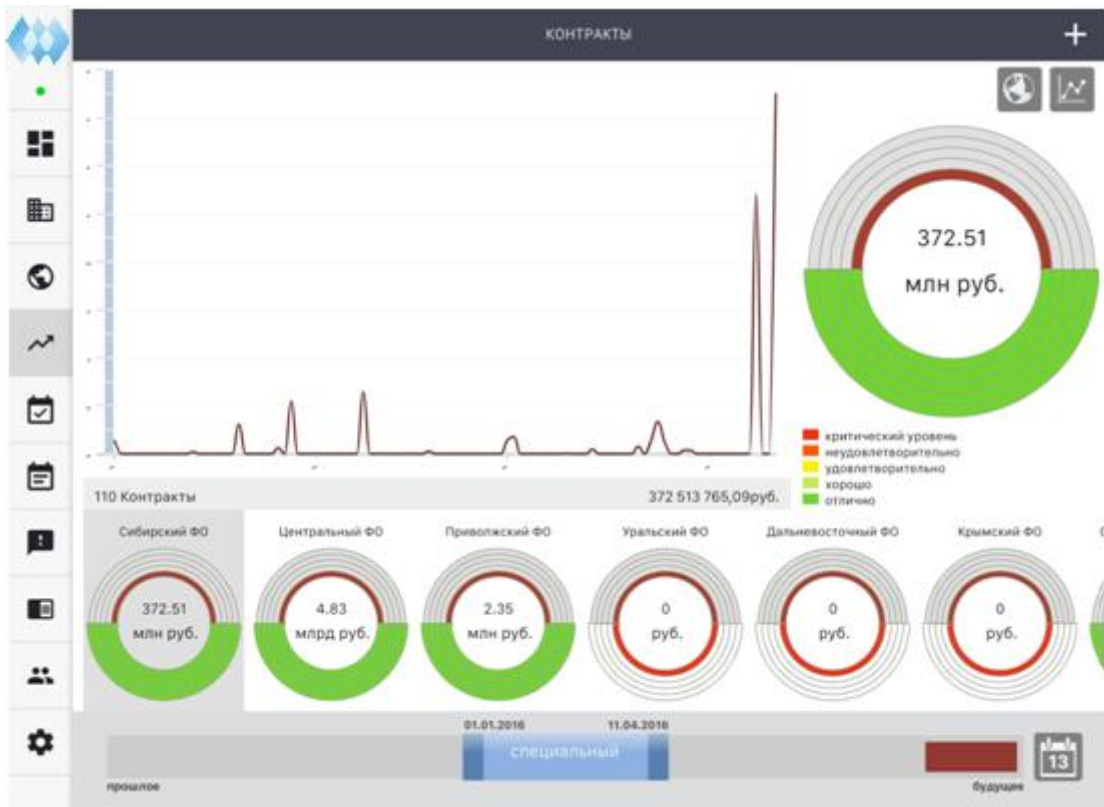 КОНТРАКТЫ
372.51
млн руб.
критический уровень
неудовлетворительно
удовлетворительно
хорошо
отлично
110 Контракты 372 513 765,09руб.
Сибирский ФО Центральный ФО Приволжский ФО Уральский ФО Дальневосточный ФО Крымский ФО
372.51 4.83 2.35 0 0 0
млн руб. млрд руб. млн руб. руб. руб. руб.
01.01.2016 11.04.2016
специальный
13
прошлое будущее